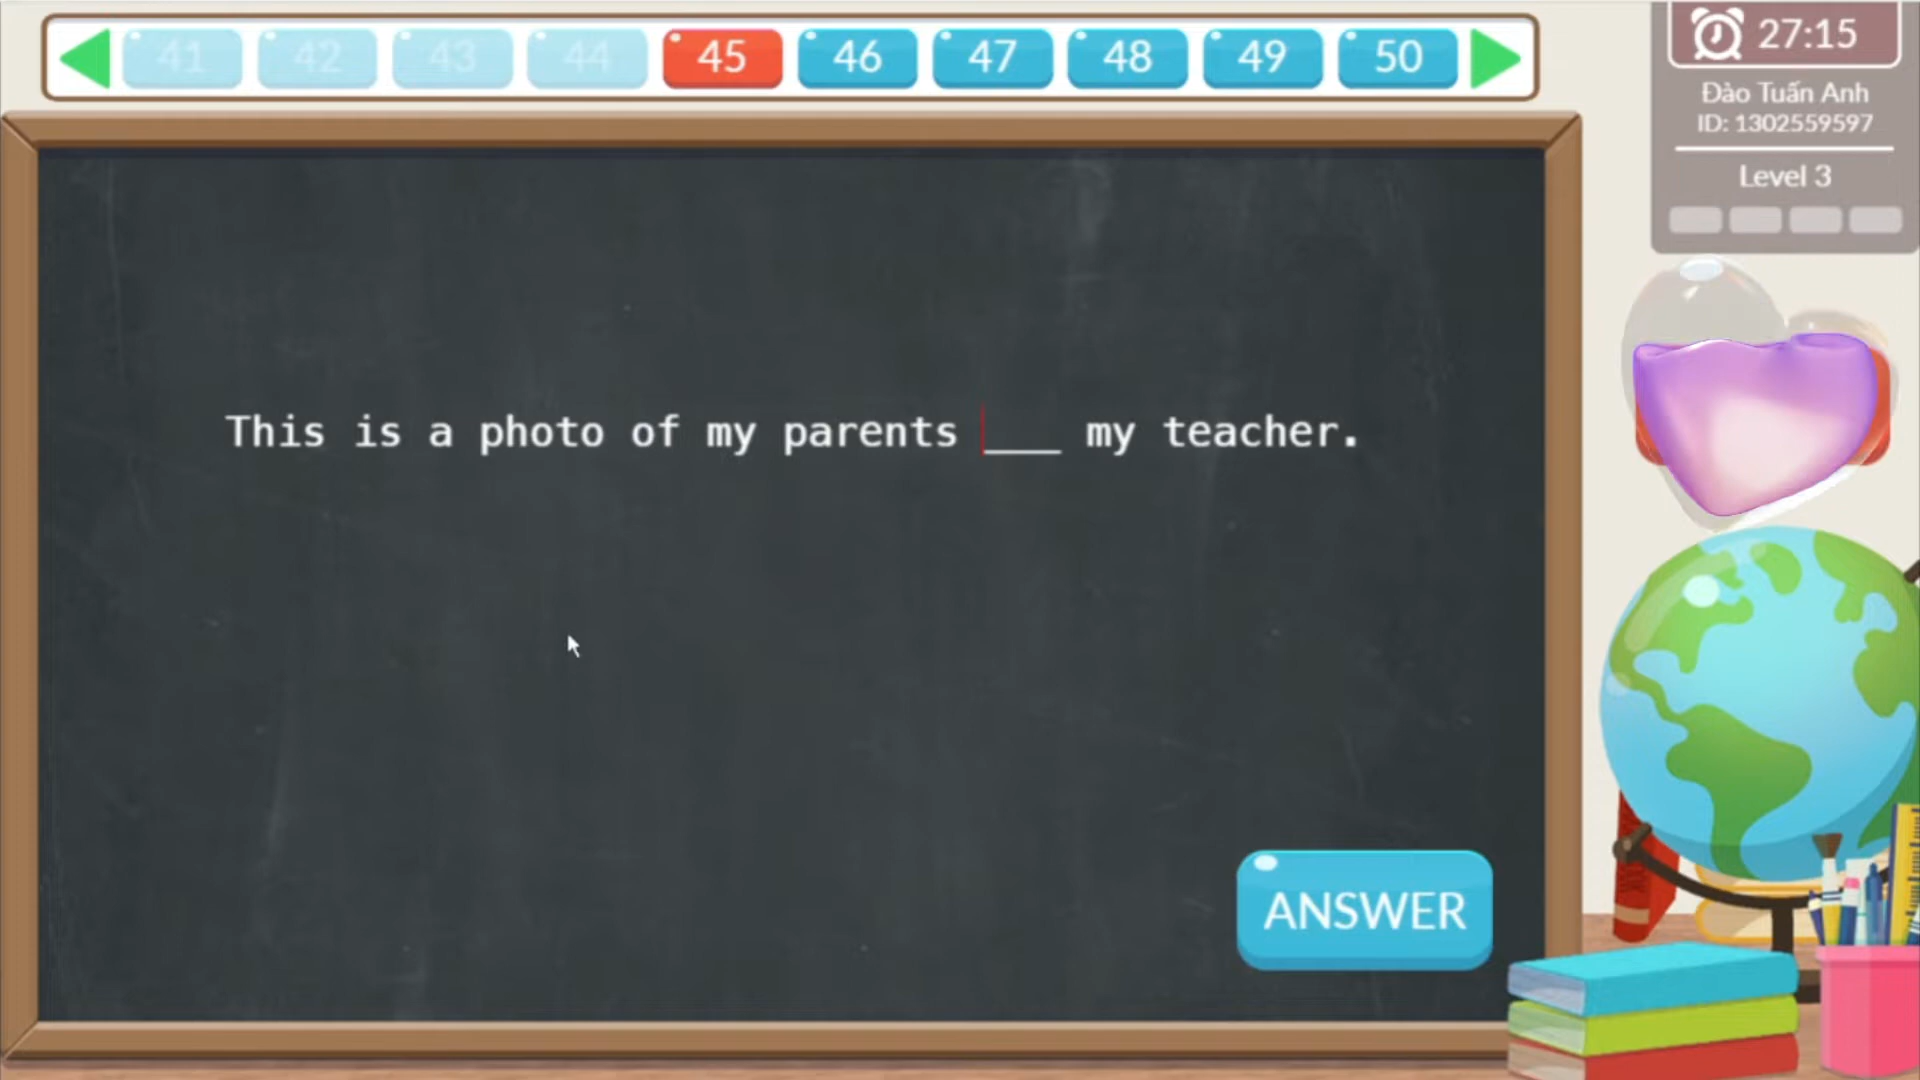 41 42 43 44 45 46 47 48 49 50
27:15
Đào Tuấn Anh
ID: 1302559597
Level 3
This is a photo of my parents ___ my teacher.
ANSWER